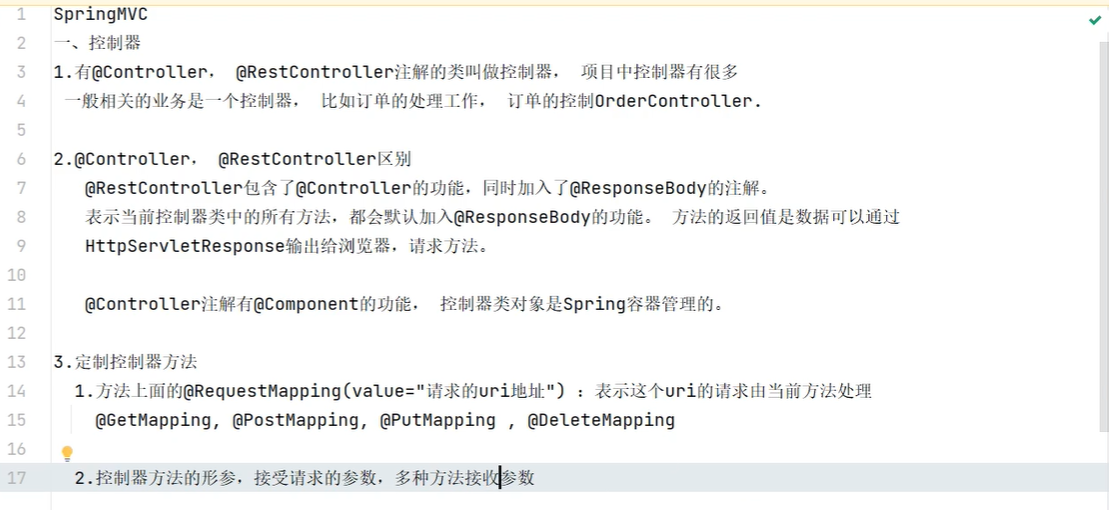 1 SpringMVC
2 一、控制器
3 1.有@Controller， @RestController注解的类叫做控制器， 项目中控制器有很多
4 一般相关的业务是一个控制器， 比如订单的处理工作， 订单的控制OrderController.
5
6 2.@Controller， @RestController区别
7 @RestController包含了@Controller的功能，同时加入了@ResponseBody的注解。
8 表示当前控制器类中的所有方法，都会默认加入@ResponseBody的功能。 方法的返回值是数据可以通过
9 HttpServletResponse输出给浏览器，请求方法。
10
11 @Controller注解有@Component的功能， 控制器类对象是Spring容器管理的。
12
13 3.定制控制器方法
14 1.方法上面的@RequestMapping(value="请求的uri地址") ：表示这个uri的请求由当前方法处理
15 @GetMapping, @PostMapping, @PutMapping , @DeleteMapping
16
17 2.控制器方法的形参，接受请求的参数，多种方法接收参数